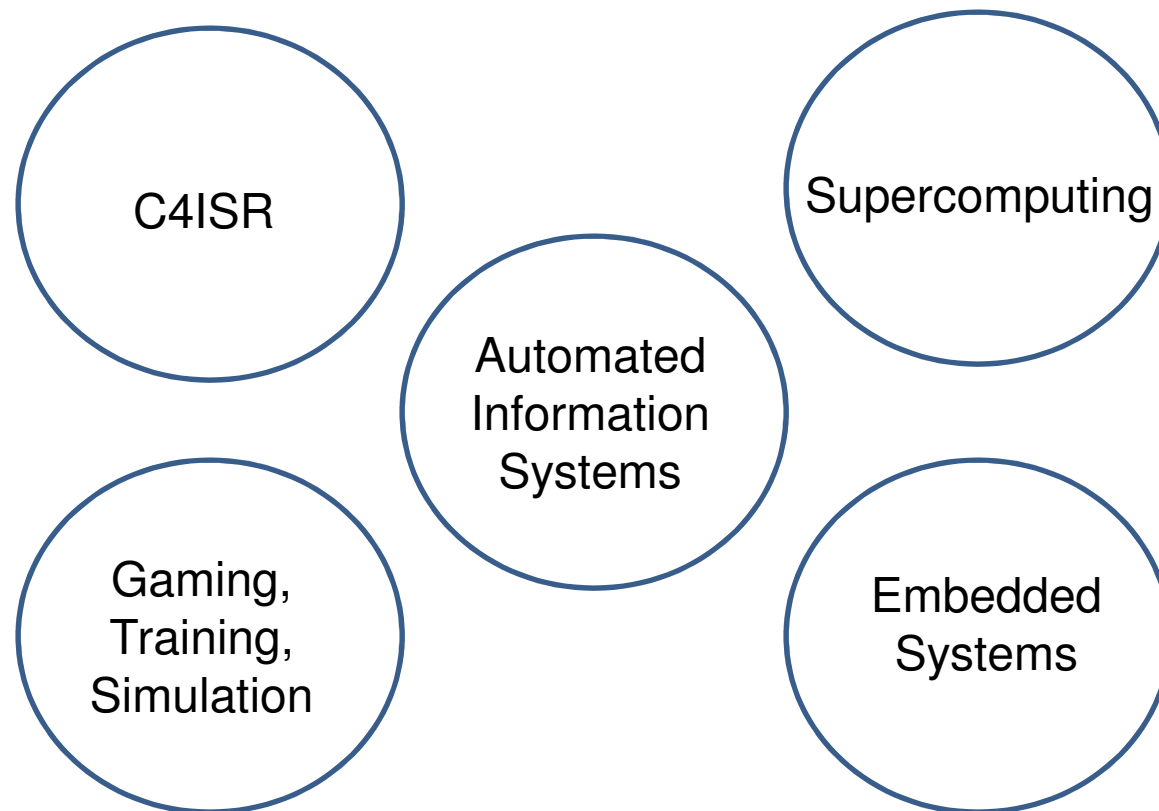 C4ISR
Supercomputing
Automated
Information
Systems
Gaming,
Training,
Simulation
Embedded
Systems